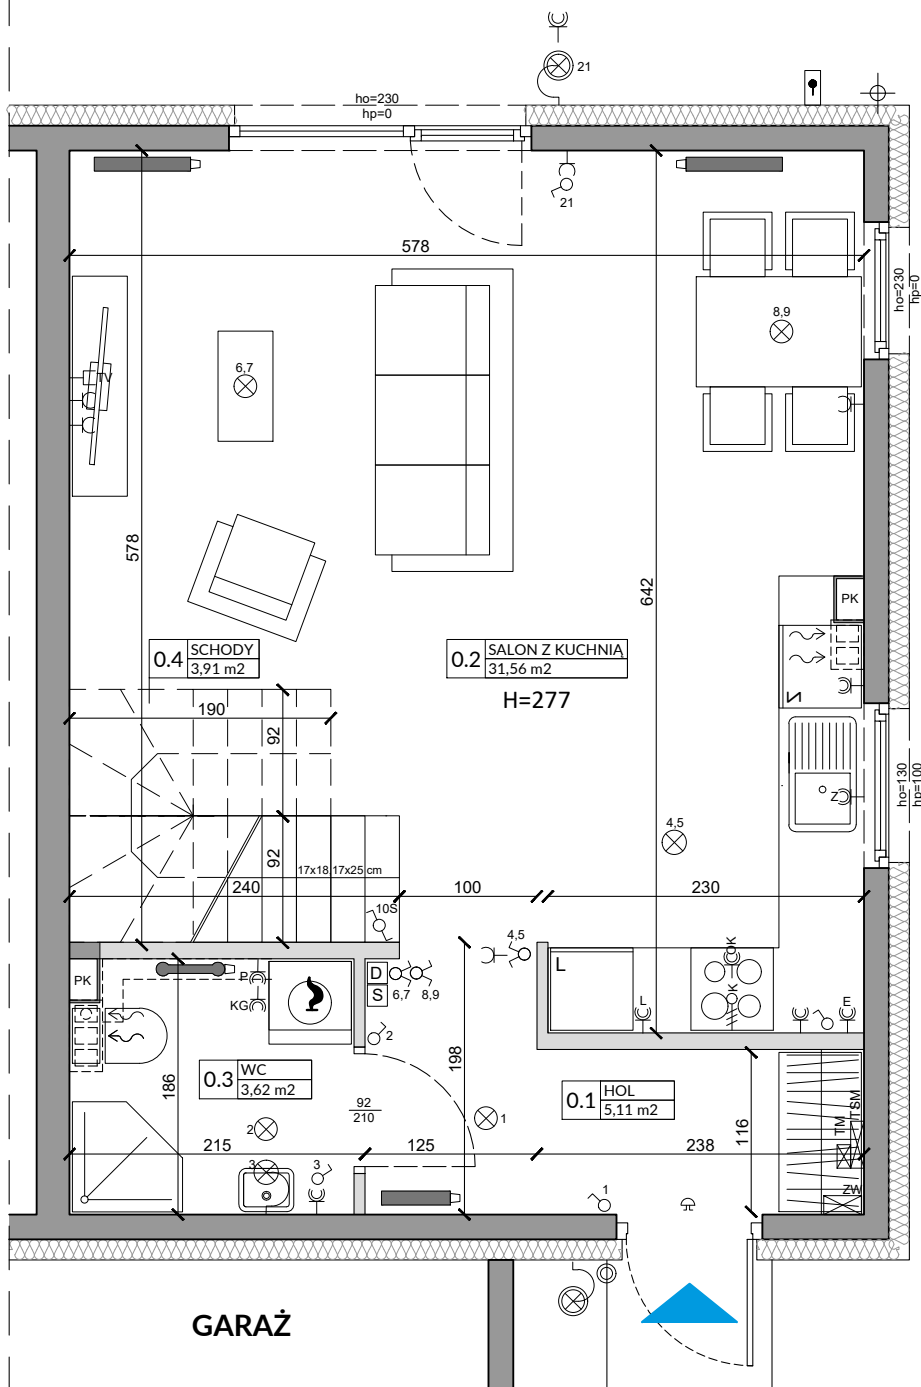 21
ho=230
hp=0
21
578
ho=230
hp=0
8,9
6,7
TV
578
642
PK
0.4 SCHODY
3,91 m2
0.2 SALON Z KUCHNIĄ
31,56 m2
H=277
190
92
ho=130
hp=100
Z
4,5
92
17x18,17x25 cm
240
100
230
10S
4,5
L
OK
PK
P
KG
D
S
6,7
8,9
K
L
E
2
198
0.3 WC
3,62 m2
186
0.1 HOL
5,11 m2
116
92
210
1
2
TSM
TM
215
125
238
3
3
1
ZW
GARAŻ